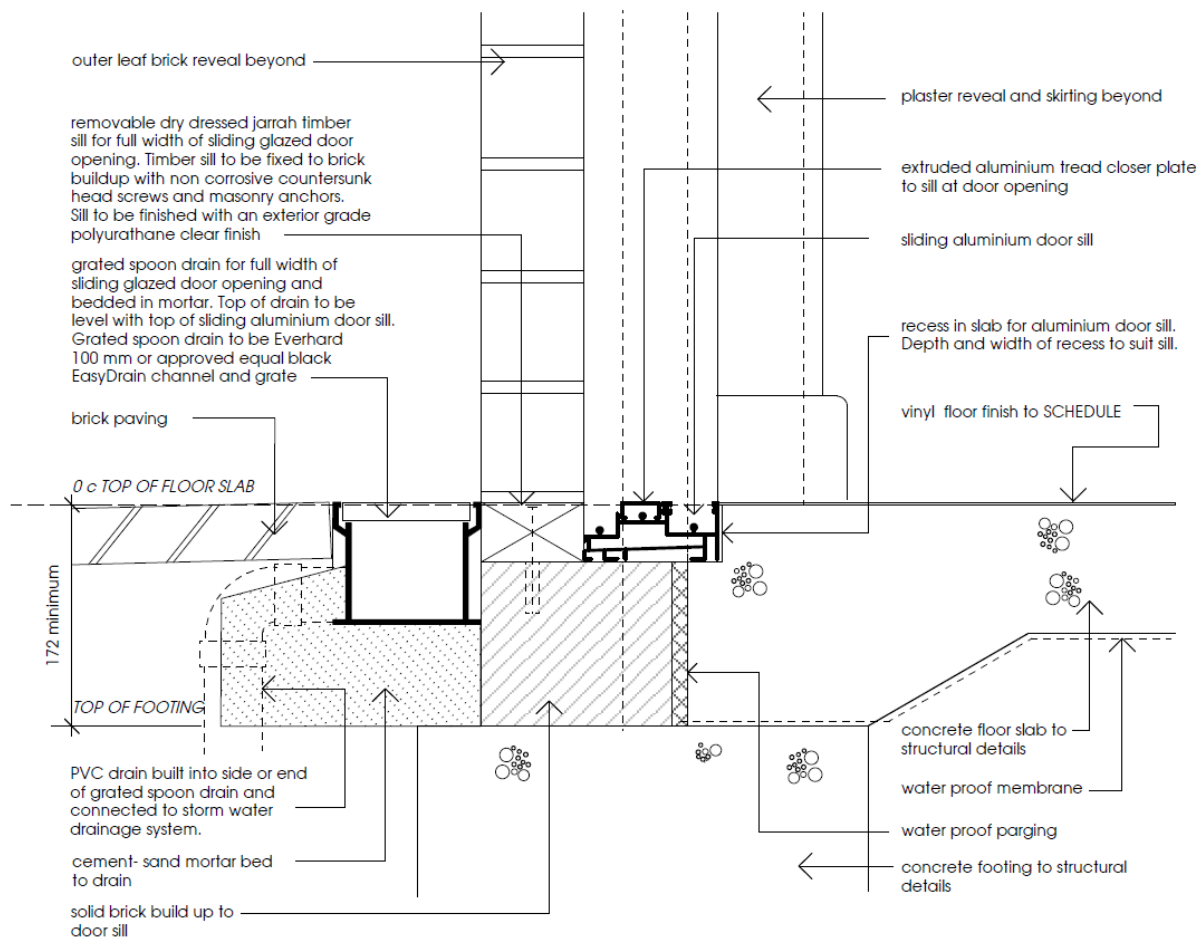 outer leaf brick reveal beyond
removable dry dressed jarrah timber
sill for full width of sliding glazed door
opening. Timber sill to be fixed to brick
buildup with non corrosive countersunk
head screws and masonry anchors.
Sill to be finished with an exterior grade
polyurathane clear finish
grated spoon drain for full width of
sliding glazed door opening and
bedded in mortar. Top of drain to be
level with top of sliding aluminium door sill.
Grated spoon drain to be Everhard
100 mm or approved equal black
EasyDrain channel and grate
brick paving
0 c TOP OF FLOOR SLAB
172 minimum
TOP OF FOOTING
PVC drain built into side or end
of grated spoon drain and
connected to storm water
drainage system.
cement- sand mortar bed
to drain
solid brick build up to
door sill
plaster reveal and skirting beyond
extruded aluminium tread closer plate
to sill at door opening
sliding aluminium door sill
recess in slab for aluminium door sill.
Depth and width of recess to suit sill.
vinyl floor finish to SCHEDULE
concrete floor slab to
structural details
water proof membrane
water proof parging
concrete footing to structural
details